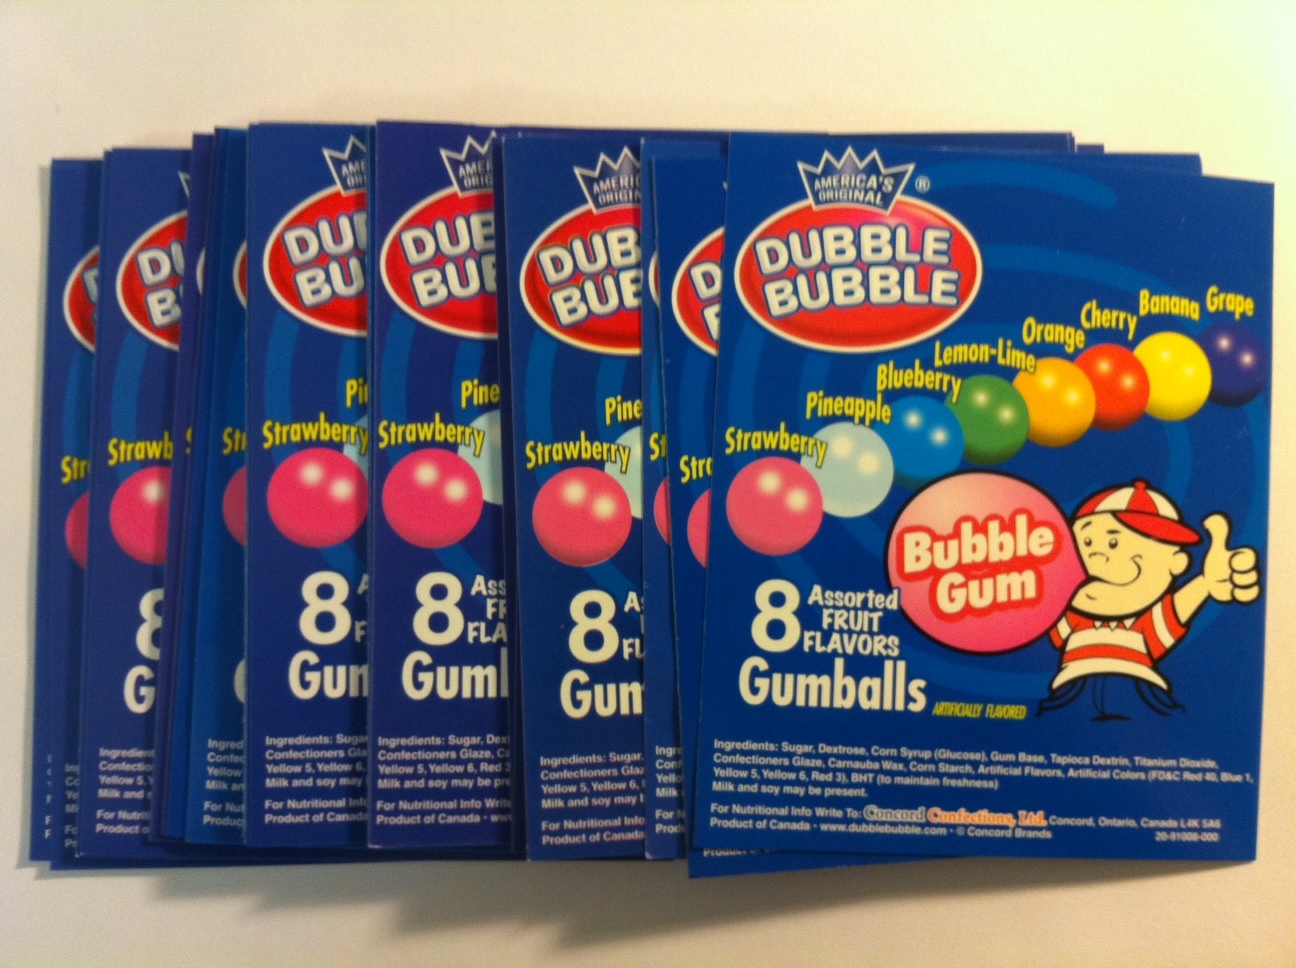 AMERICA'S
ORIGINAL
®
DUBBLE
BUBBLE
Strawberry
Pineapple
Blueberry
Lemon-Lime
Orange
Cherry
Banana
Grape
Bubble
Gum
8 Assorted
FRUIT
FLAVORS
Gumballs
ARTIFICIALLY FLAVORED
Ingredients: Sugar, Dextrose, Corn Syrup (Glucose), Gum Base, Tapioca Dextrin, Titanium Dioxide,
Confectioners Glaze, Carnauba Wax, Corn Starch, Artificial Flavors, Artificial Colors (FD&C Red 40, Blue 1,
Yellow 5, Yellow 6, Red 3), BHT (to maintain freshness)
Milk and soy may be present.
For Nutritional Info Write To: Concord Confections, Ltd. Concord, Ontario, Canada L4K 5A6
Product of Canada • www.dubblebubble.com • © Concord Brands
20-91008-000